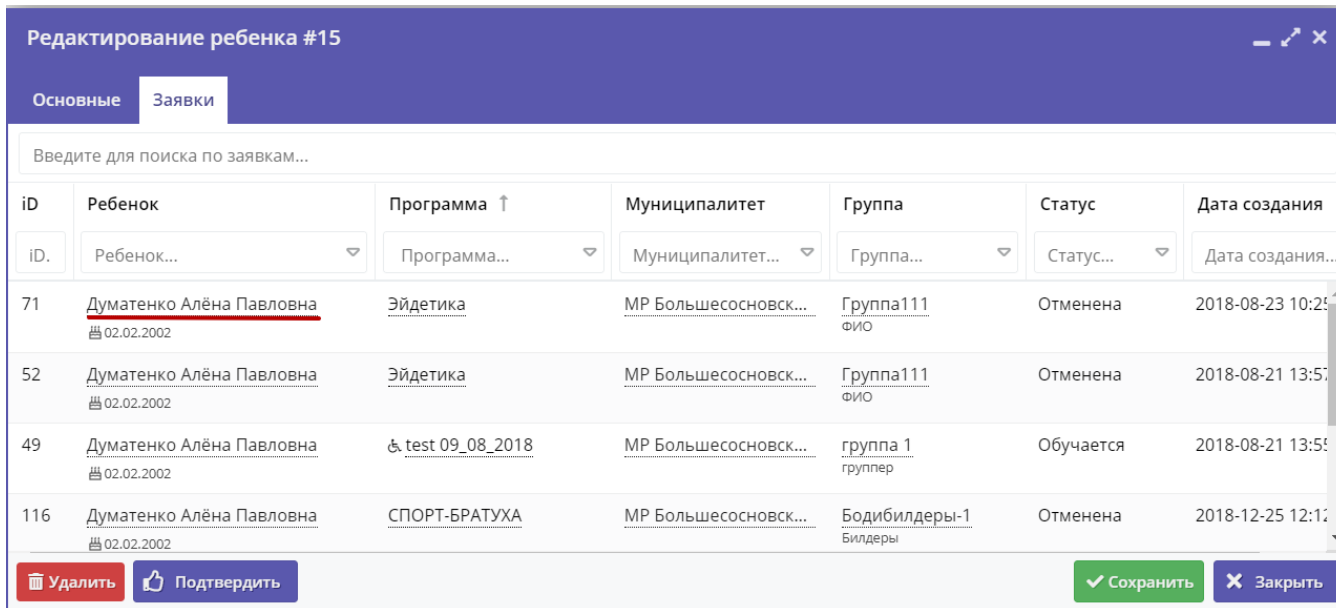 Редактирование ребенка #15
Основные Заявки
Введите для поиска по заявкам...
iD Ребенок Программа ↑ Муниципалитет Группа Статус Дата создания
iD. Ребенок... Программа... Муниципалитет... Группа... Статус... Дата создания...
71 Думатенко Алёна Павловна Эйдетика МР Большесосновск... Группа111 Отменена 2018-08-23 10:25
02.02.2002 ФИО
52 Думатенко Алёна Павловна Эйдетика МР Большесосновск... Группа111 Отменена 2018-08-21 13:57
02.02.2002 ФИО
49 Думатенко Алёна Павловна test 09_08_2018 МР Большесосновск... группа 1 Обучается 2018-08-21 13:55
02.02.2002 группер
116 Думатенко Алёна Павловна СПОРТ-БРАТУХА МР Большесосновск... Бодибилдеры-1 Отменена 2018-12-25 12:12
02.02.2002 Билдеры
Удалить Подтвердить Сохранить Закрыть